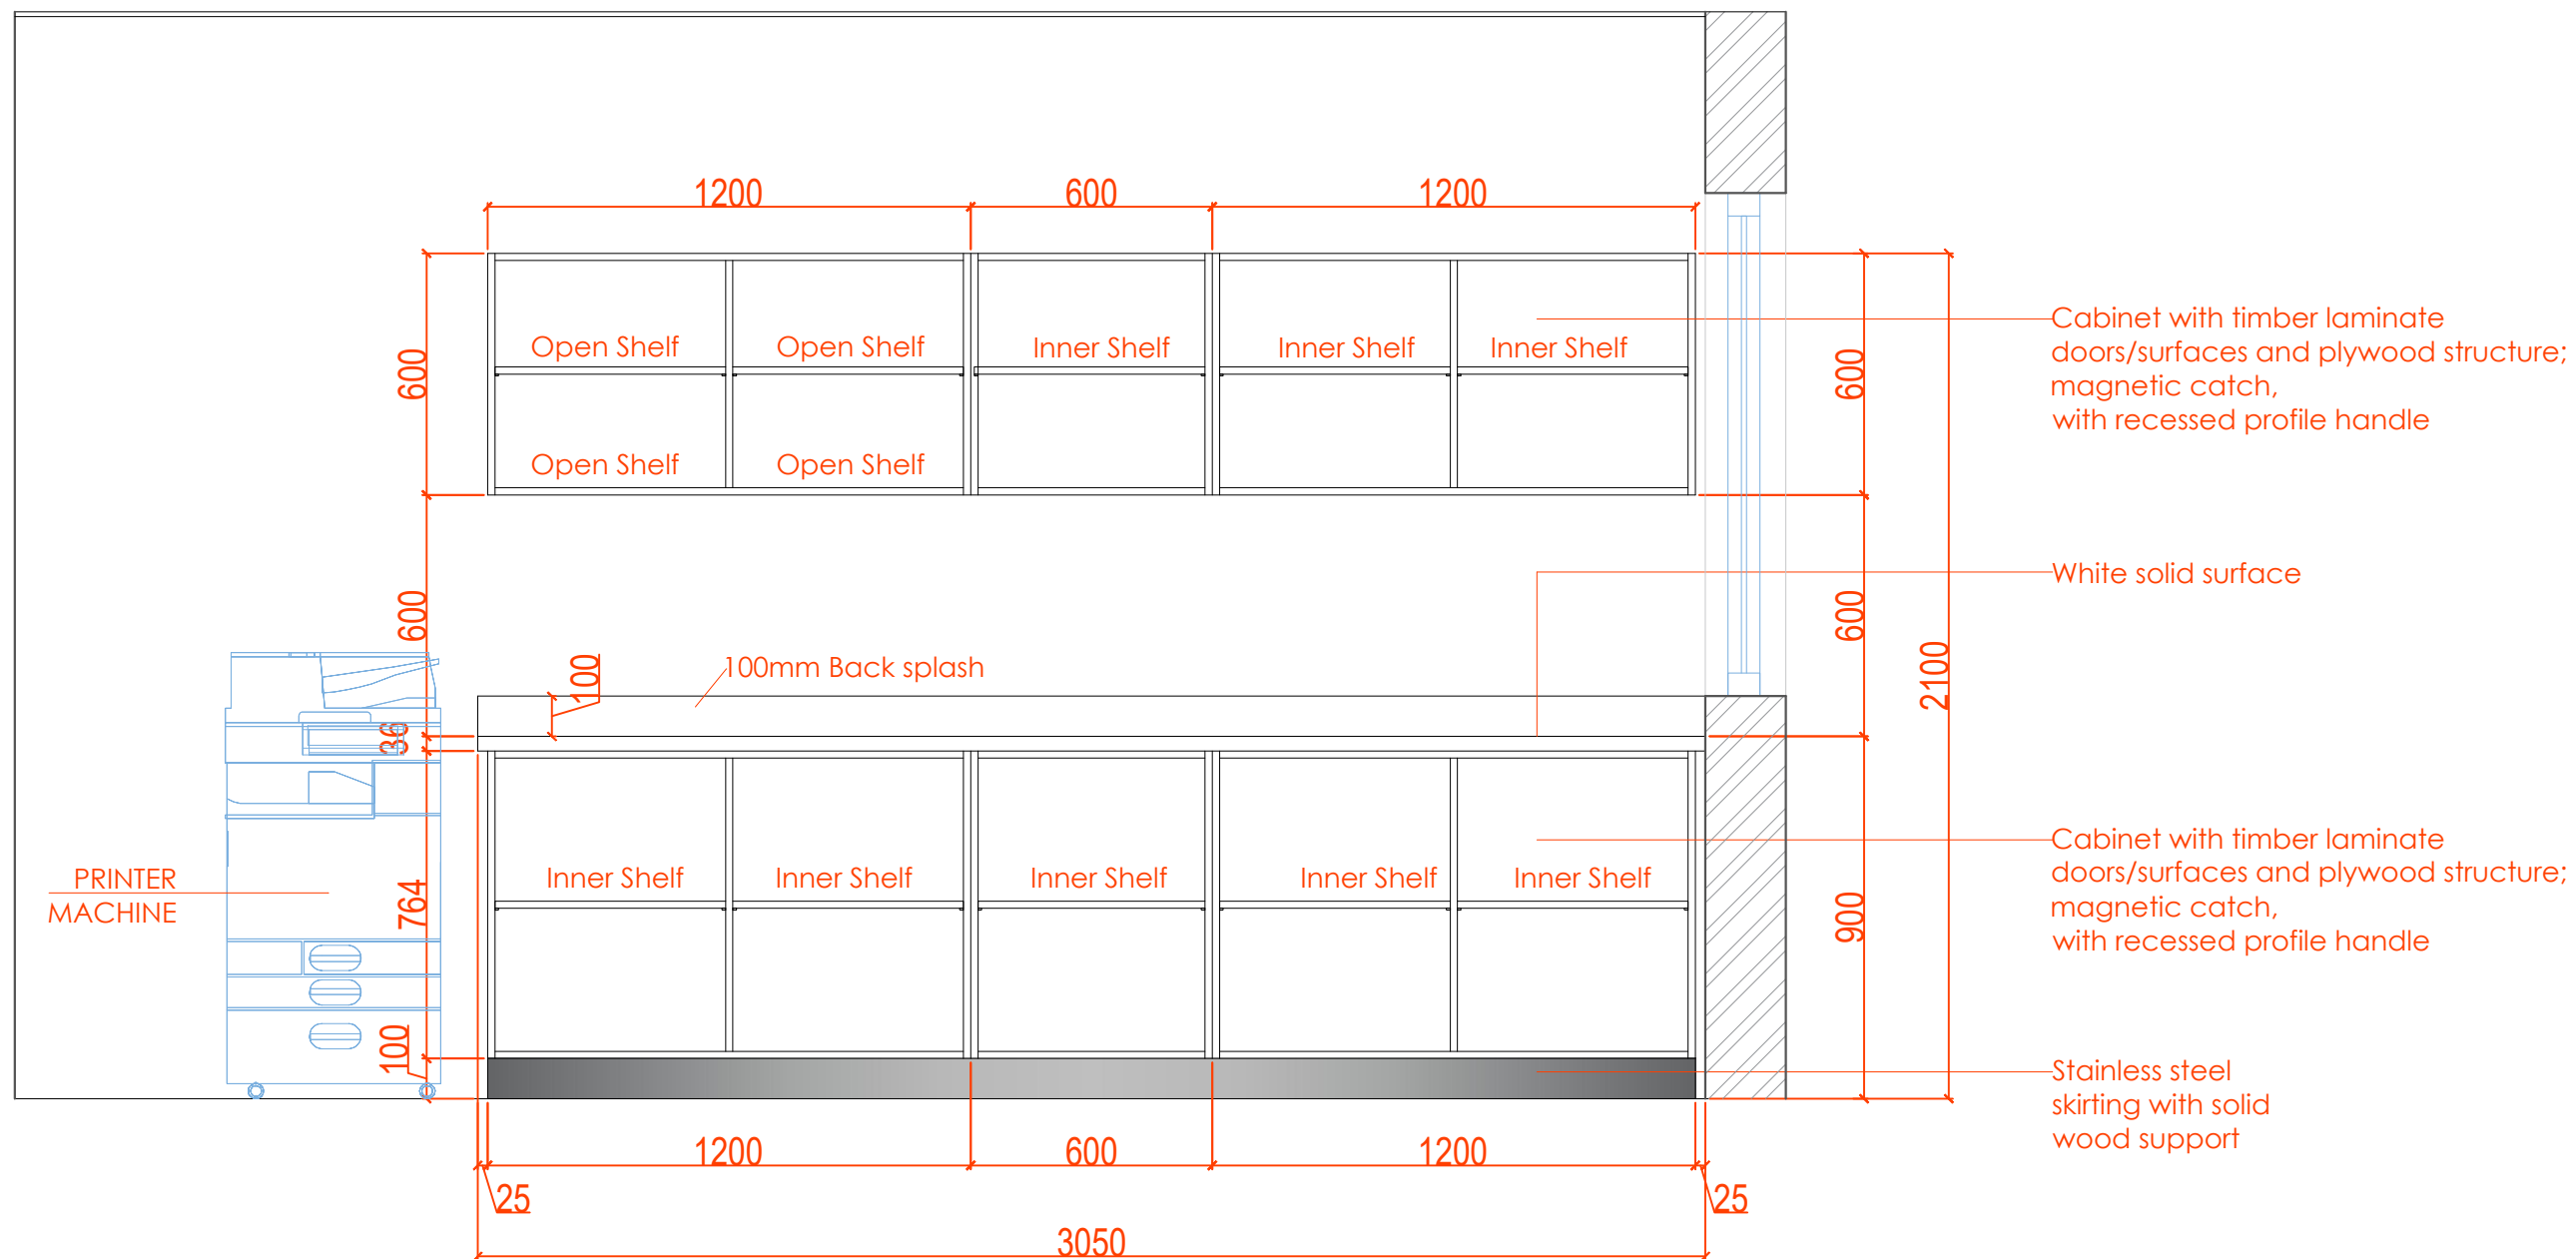 1200
600
1200
Open Shelf
Open Shelf
Inner Shelf
Inner Shelf
Inner Shelf
Open Shelf
Open Shelf
600
600
Cabinet with timber laminate
doors/surfaces and plywood structure;
magnetic catch,
with recessed profile handle
600
600
2100
White solid surface
100
100mm Back splash
36
PRINTER
MACHINE
764
Inner Shelf
Inner Shelf
Inner Shelf
Inner Shelf
Inner Shelf
900
Cabinet with timber laminate
doors/surfaces and plywood structure;
magnetic catch,
with recessed profile handle
100
Stainless steel
skirting with solid
wood support
1200
600
1200
25
25
3050